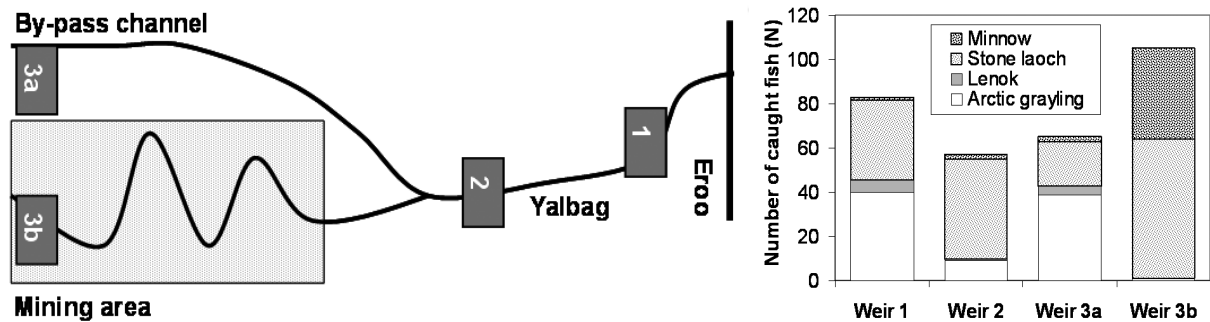 By-pass channel
3a
3b
Mining area
2
Yalbag
1
Eroo
Number of caught fish (N)
120
100
80
60
40
20
0
Minnow
Stone laoch
Lenok
Arctic grayling
Weir 1 Weir 2 Weir 3a Weir 3b